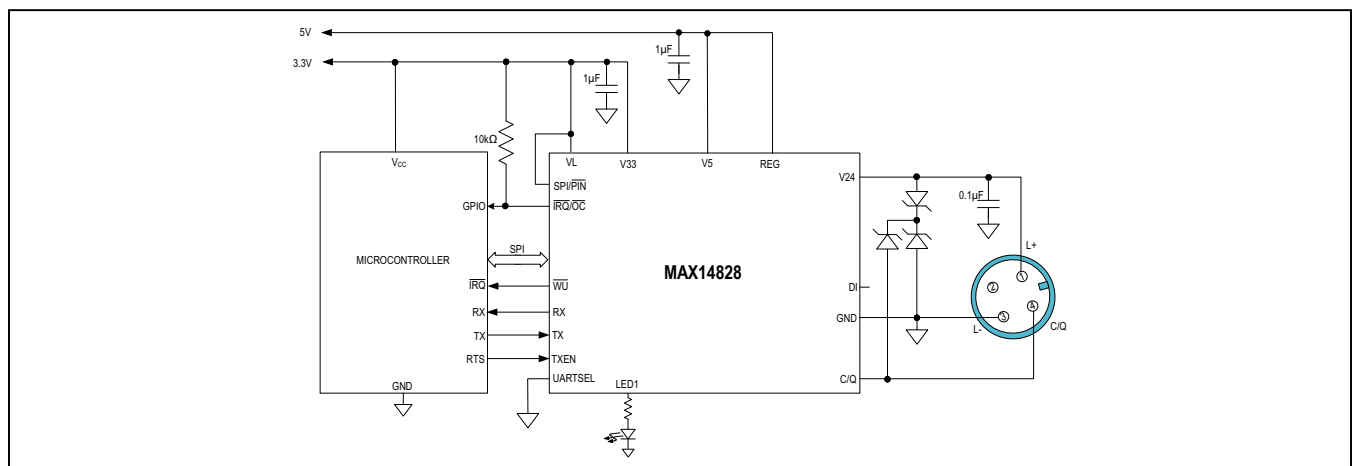 5V
1µF
3.3V
1µF
10kΩ
VCC
VL
V33
V5
REG
V24
SPI/PIN
0.1µF
GPIO
IRQ/OC
L+
SPI
MICROCONTROLLER
MAX14828
1
2
IRQ
WU
DI
4
3
RX
RX
GND
L-
C/Q
TX
TX
RTS
TXEN
UARTSEL
C/Q
GND
LED1